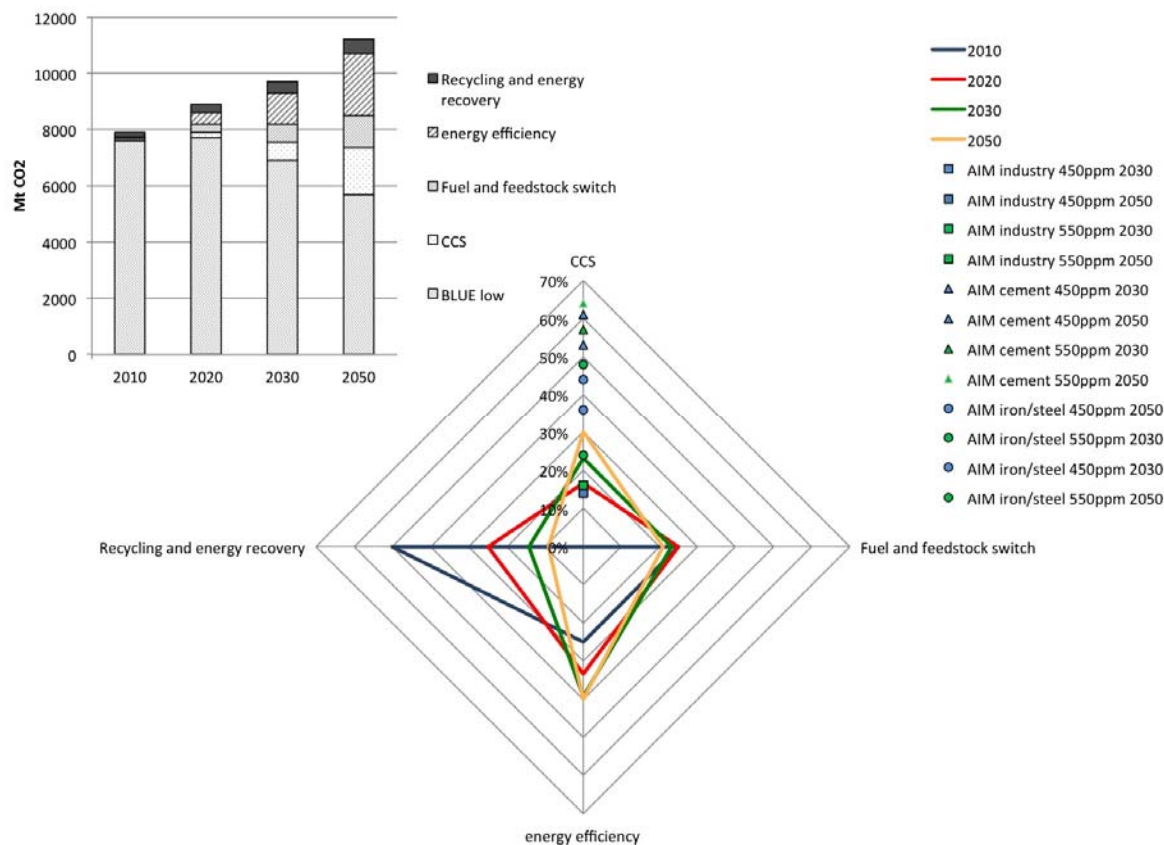 12000
10000
8000
6000
4000
2000
0
Mt CO2
2010 2020 2030 2050
Recycling and energy
recovery
energy efficiency
Fuel and feedstock switch
CCS
BLUE low
2010
2020
2030
2050
AIM industry 450ppm 2030
AIM industry 450ppm 2050
AIM industry 550ppm 2030
AIM industry 550ppm 2050
AIM cement 450ppm 2030
AIM cement 450ppm 2050
AIM cement 550ppm 2030
AIM cement 550ppm 2050
AIM iron/steel 450ppm 2050
AIM iron/steel 550ppm 2030
AIM iron/steel 450ppm 2030
AIM iron/steel 550ppm 2050
CCS
70%
60%
50%
40%
30%
20%
10%
0%
Recycling and energy recovery
Fuel and feedstock switch
energy efficiency